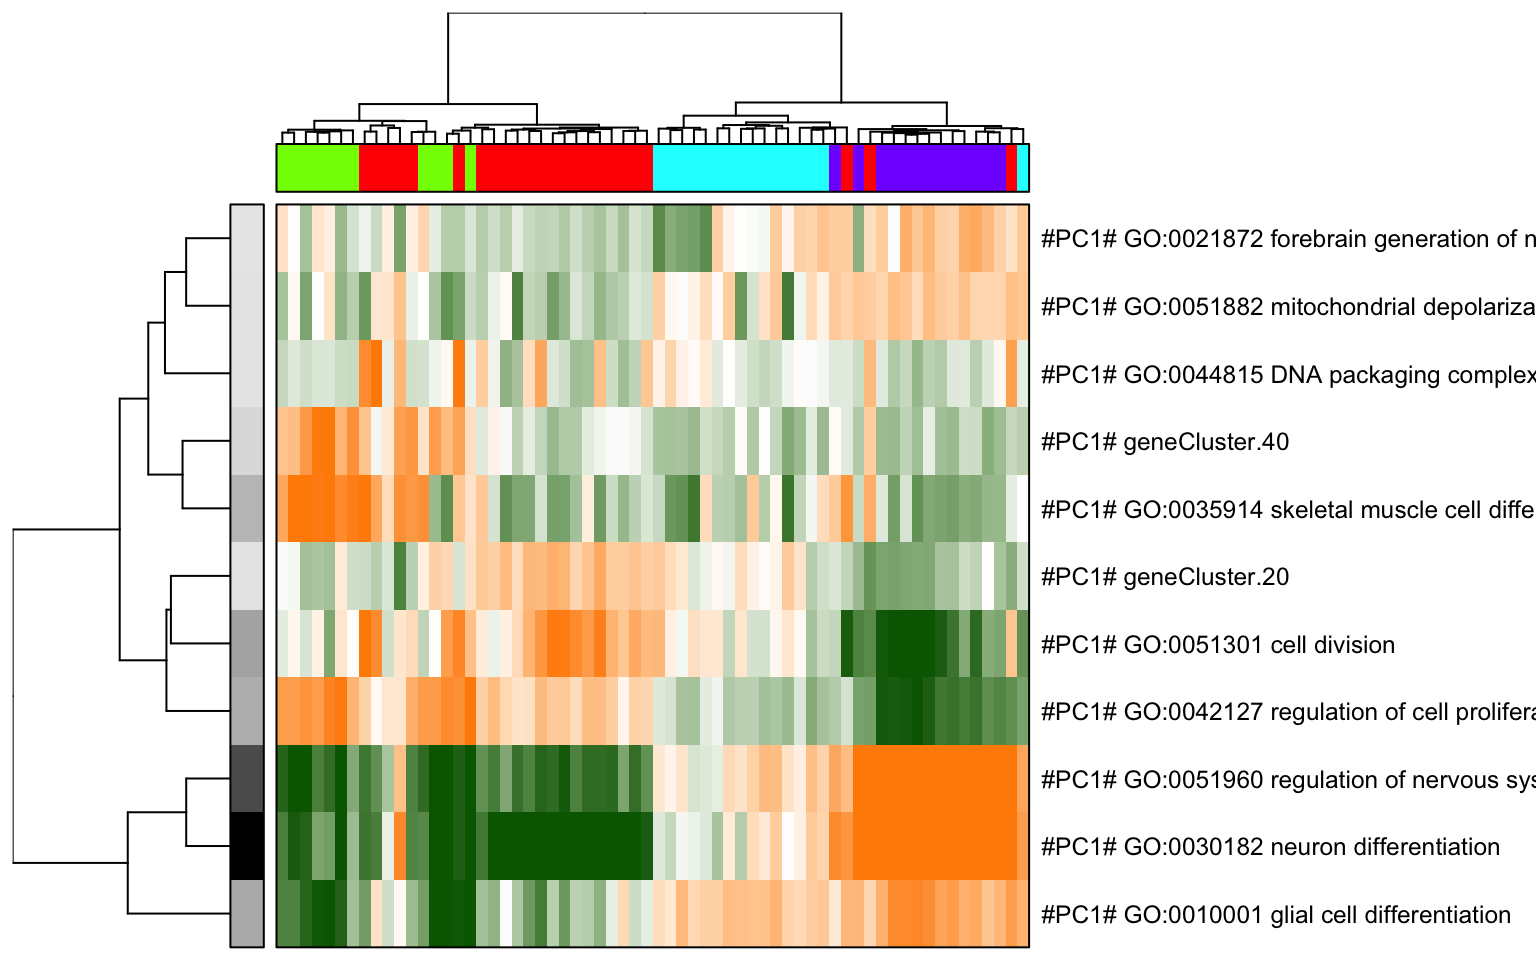 #PC1# GO:0021872 forebrain generation of n
#PC1# GO:0051882 mitochondrial depolariza
#PC1# GO:0044815 DNA packaging complex
#PC1# geneCluster.40
#PC1# GO:0035914 skeletal muscle cell diffe
#PC1# geneCluster.20
#PC1# GO:0051301 cell division
#PC1# GO:0042127 regulation of cell prolifera
#PC1# GO:0051960 regulation of nervous sys
#PC1# GO:0030182 neuron differentiation
#PC1# GO:0010001 glial cell differentiation